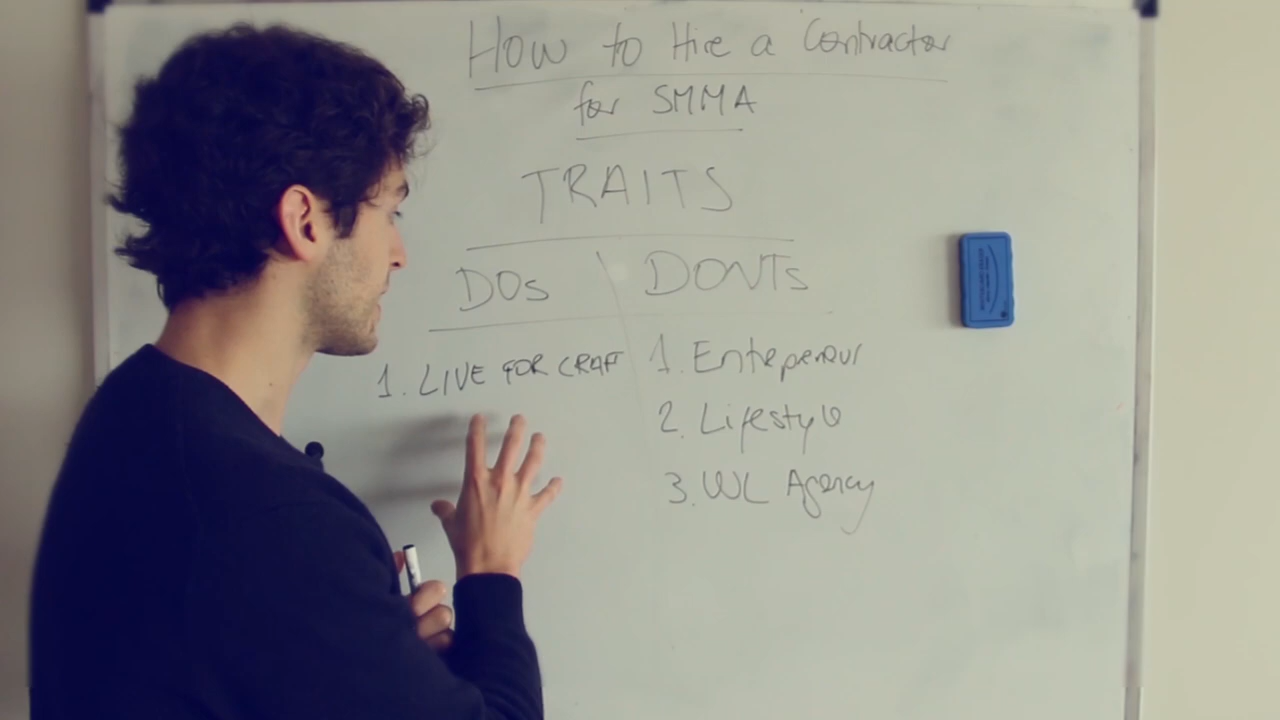 How to Hire a Contractor
for SMMA
TRAITS
DOs
DONTs
1. LIVE FOR CRAFT
1. Entrepeneur
2. Lifestyle
3. WL Agency